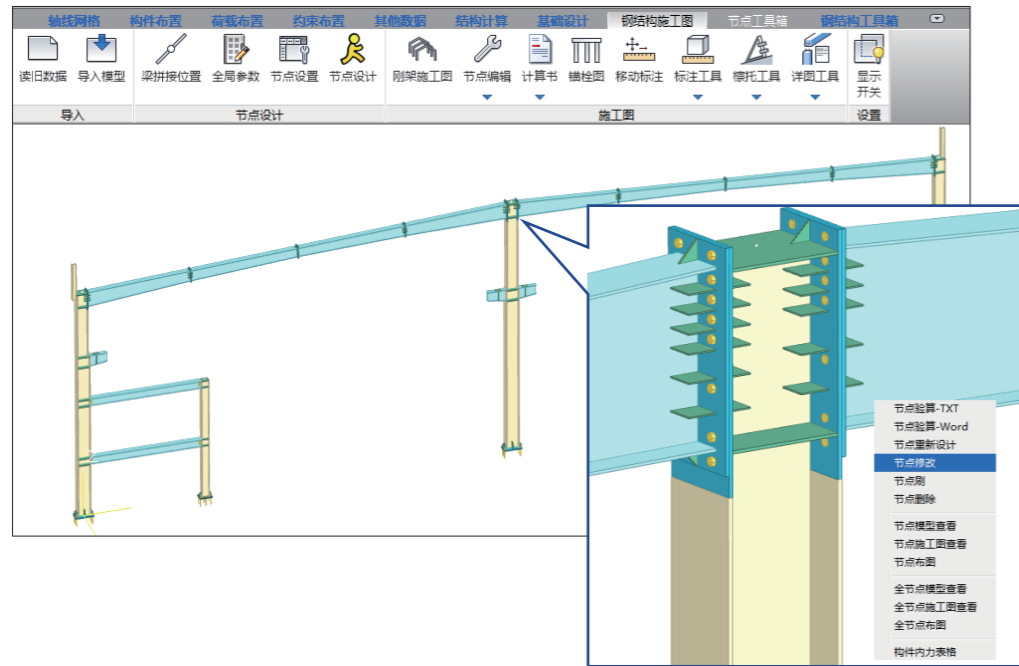 轴线网格 构件布置 荷载布置 约束布置 其他数据 结构计算 基础设计 钢结构施工图 节点工具箱 钢结构工具箱
读旧数据 导入模型 梁拼接位置 全局参数 节点设置 节点设计 刚架施工图 节点编辑 计算书 锚栓图 移动标注 标注工具 檩托工具 详图工具 显示
开关
导入 节点设计 施工图 设置
节点验算-TXT
节点验算-Word
节点重新设计
节点修改
节点刷
节点删除
节点模型查看
节点施工图查看
节点布图
全节点模型查看
全节点施工图查看
全节点布图
构件内力表格